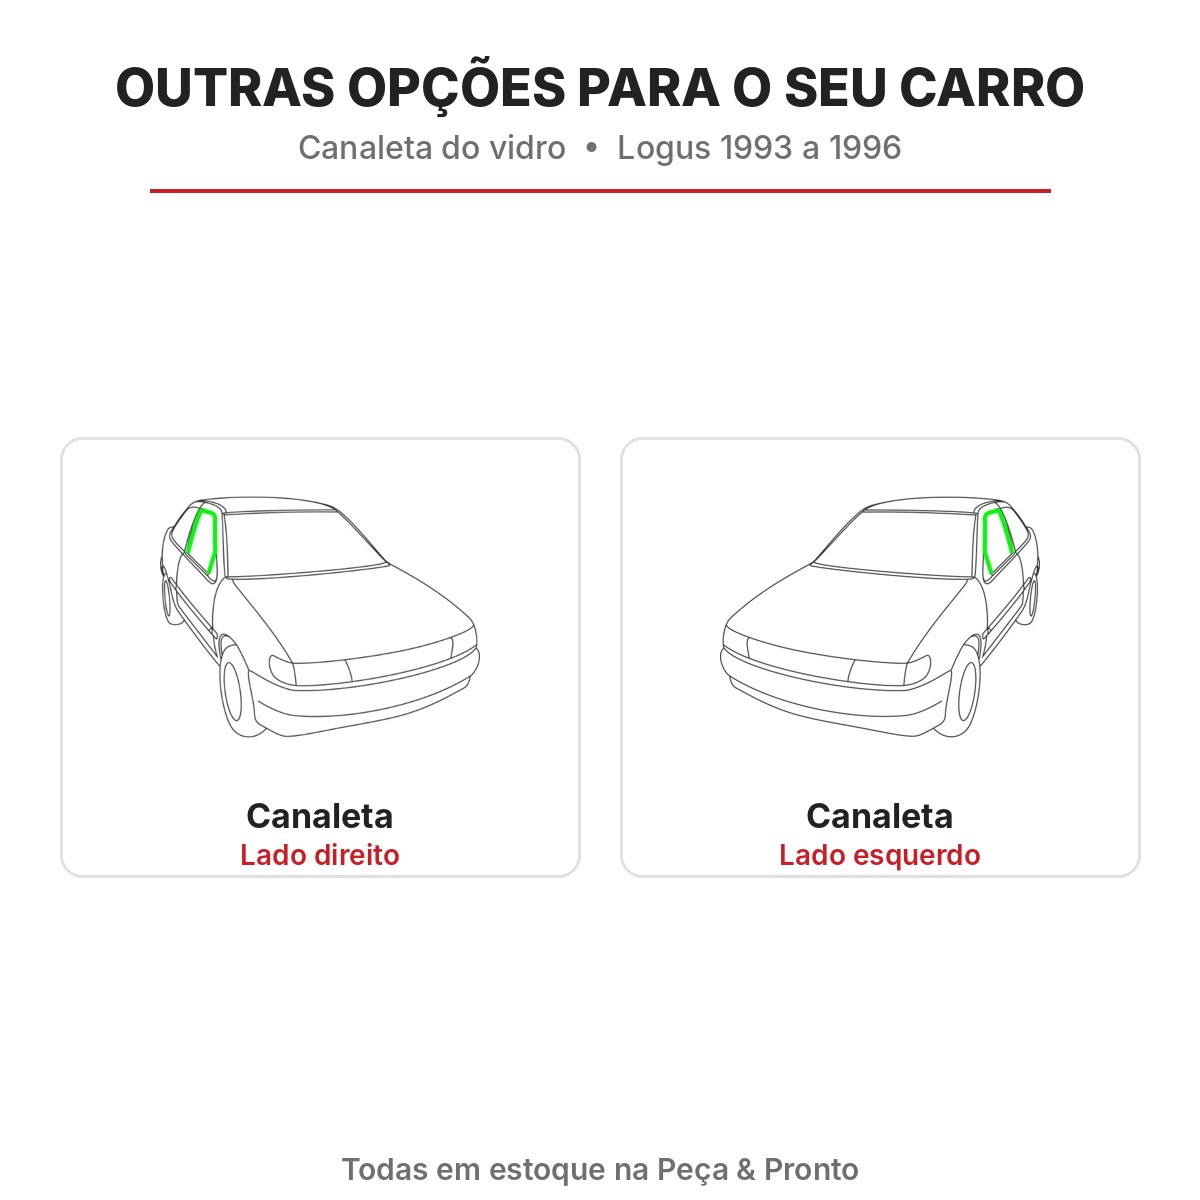 OUTRAS OPÇÕES PARA O SEU CARRO
Canaleta do vidro • Logus 1993 a 1996
Canaleta
Lado direito
Canaleta
Lado esquerdo
Todas em estoque na Peça & Pronto